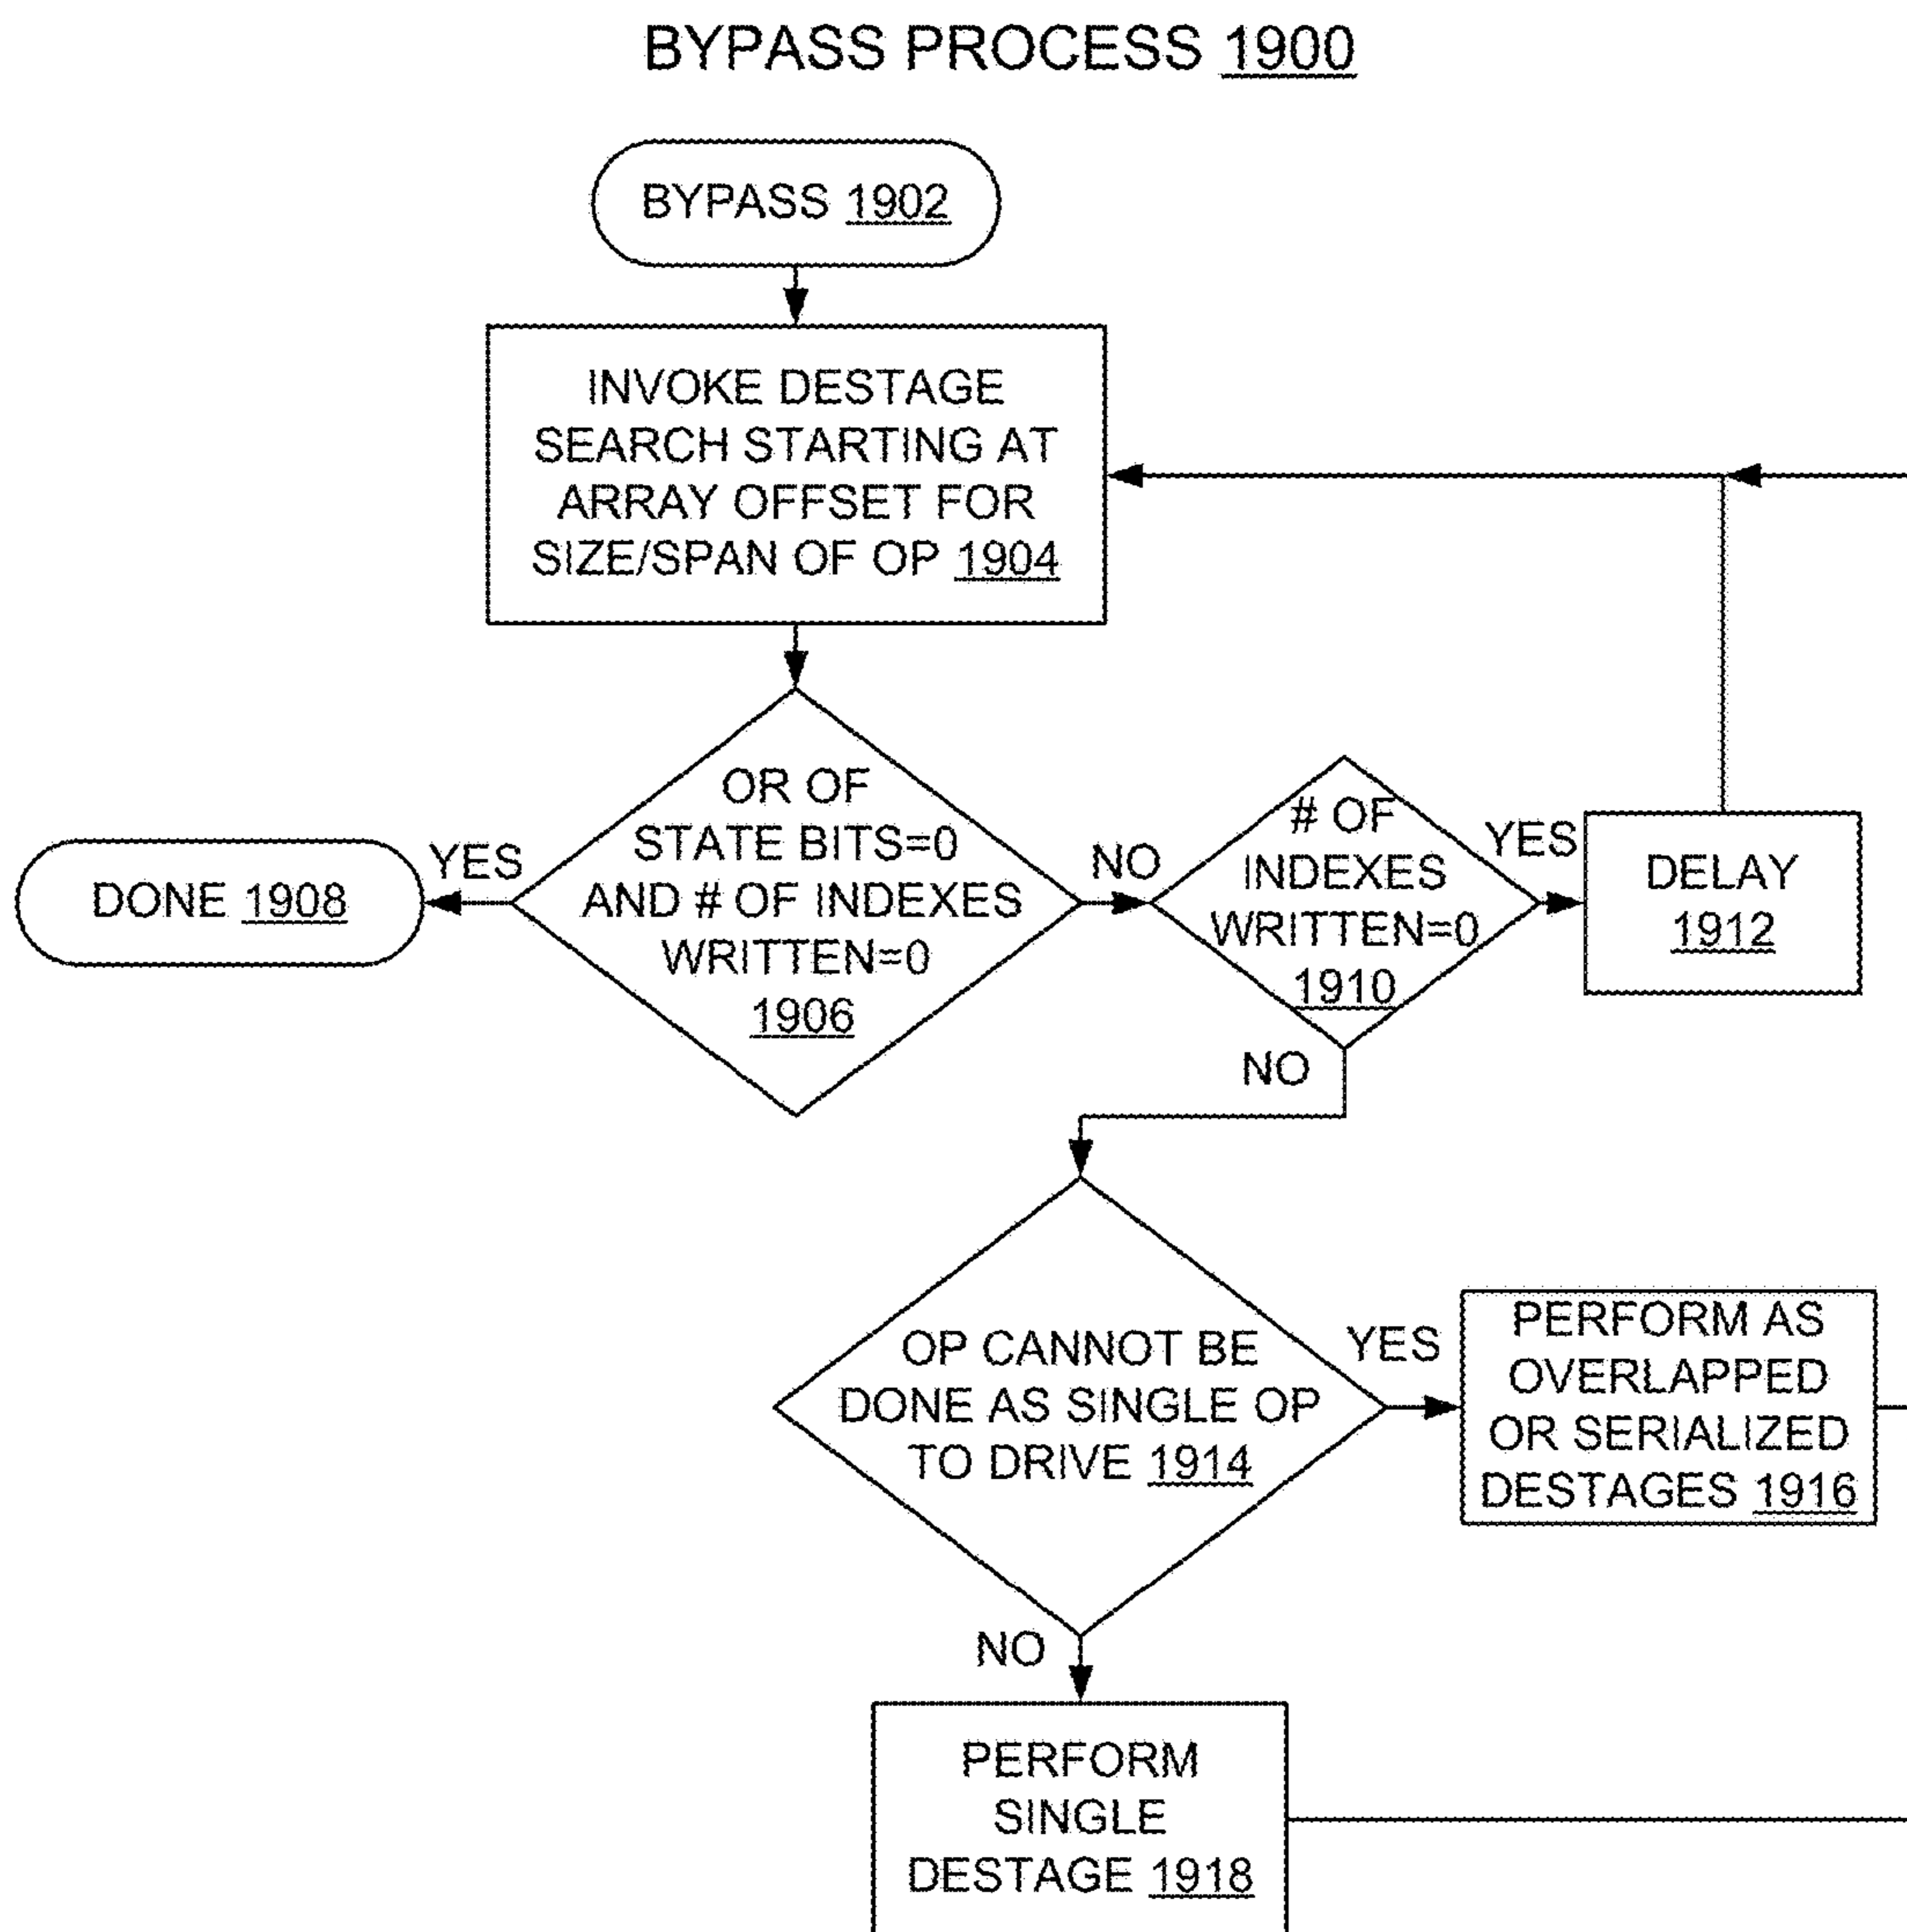 BYPASS PROCESS 1900
BYPASS 1902
INVOKE DESTAGE
SEARCH STARTING AT
ARRAY OFFSET FOR
SIZE/SPAN OF OP 1904
OR OF
STATE BITS=0
AND # OF INDEXES
WRITTEN=0
1906
YES
DONE 1908
NO
# OF
INDEXES
WRITTEN=0
1910
YES
DELAY
1912
NO
OP CANNOT BE
DONE AS SINGLE OP
TO DRIVE 1914
YES
PERFORM AS
OVERLAPPED
OR SERIALIZED
DESTAGES 1916
NO
PERFORM
SINGLE
DESTAGE 1918